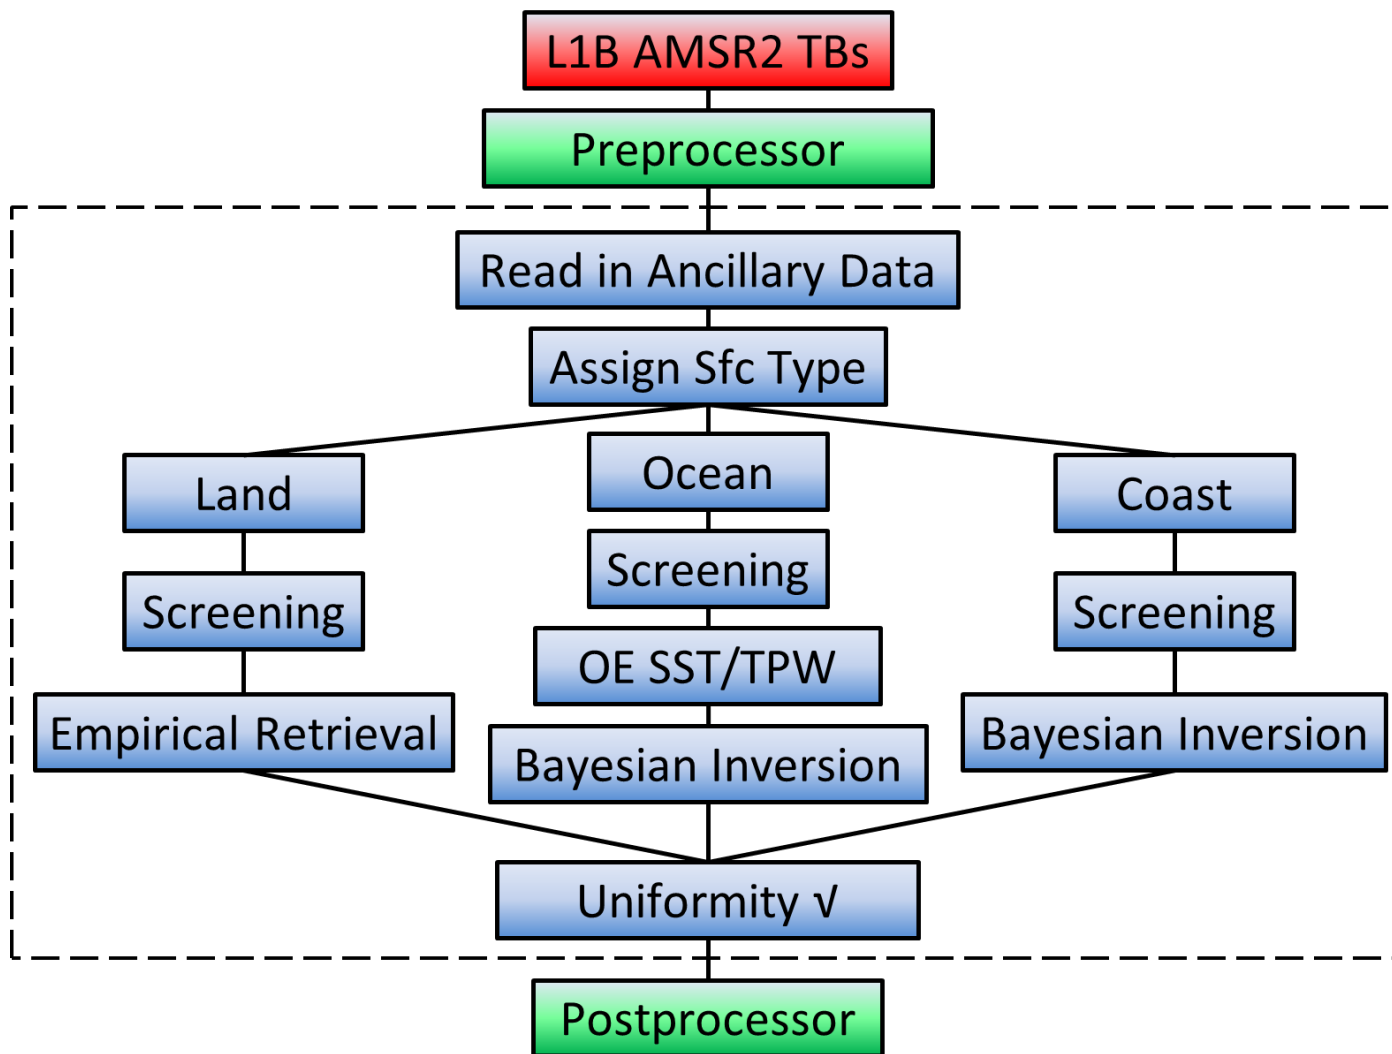 L1B AMSR2 TBs
Preprocessor
Read in Ancillary Data
Assign Sfc Type
Land
Ocean
Coast
Screening
Screening
Screening
OE SST/TPW
Empirical Retrieval
Bayesian Inversion
Bayesian Inversion
Uniformity √
Postprocessor